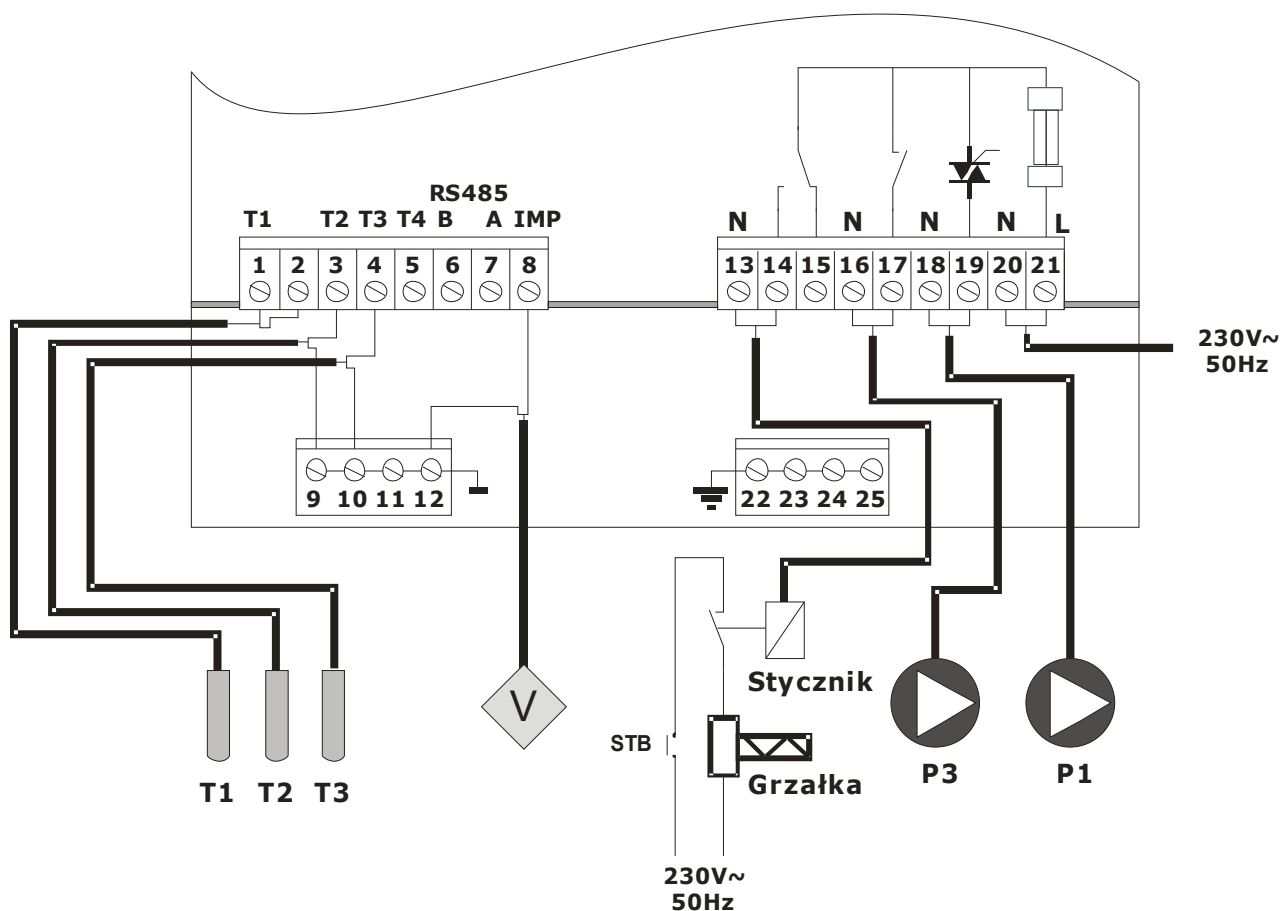 RS485
T1 T2 T3 T4 B A IMP
N N N N L
1 2 3 4 5 6 7 8
13 14 15 16 17 18 19 20 21
230V~
50Hz
9 10 11 12
22 23 24 25
V
Stycznik
STB
Grzałka
P3 P1
T1 T2 T3
230V~
50Hz